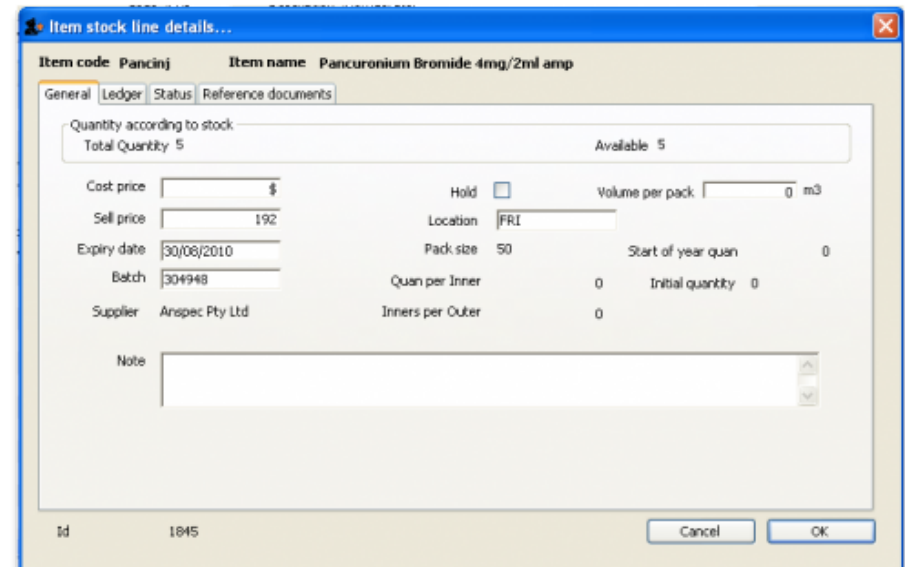 Item stock line details...
Item code Pancinj Item name Pancuronium Bromide 4mg/2ml amp
General Ledger Status Reference documents
Quantity according to stock
Total Quantity 5 Available 5
Cost price $ Hold Volume per pack 0 m3
Sell price 192 Location FRI
Expiry date 30/08/2010 Pack size 50 Start of year quan 0
Batch 304948 Quan per Inner 0 Initial quantity 0
Supplier Anspec Pty Ltd Inners per Outer 0
Note
Id 1845 Cancel OK